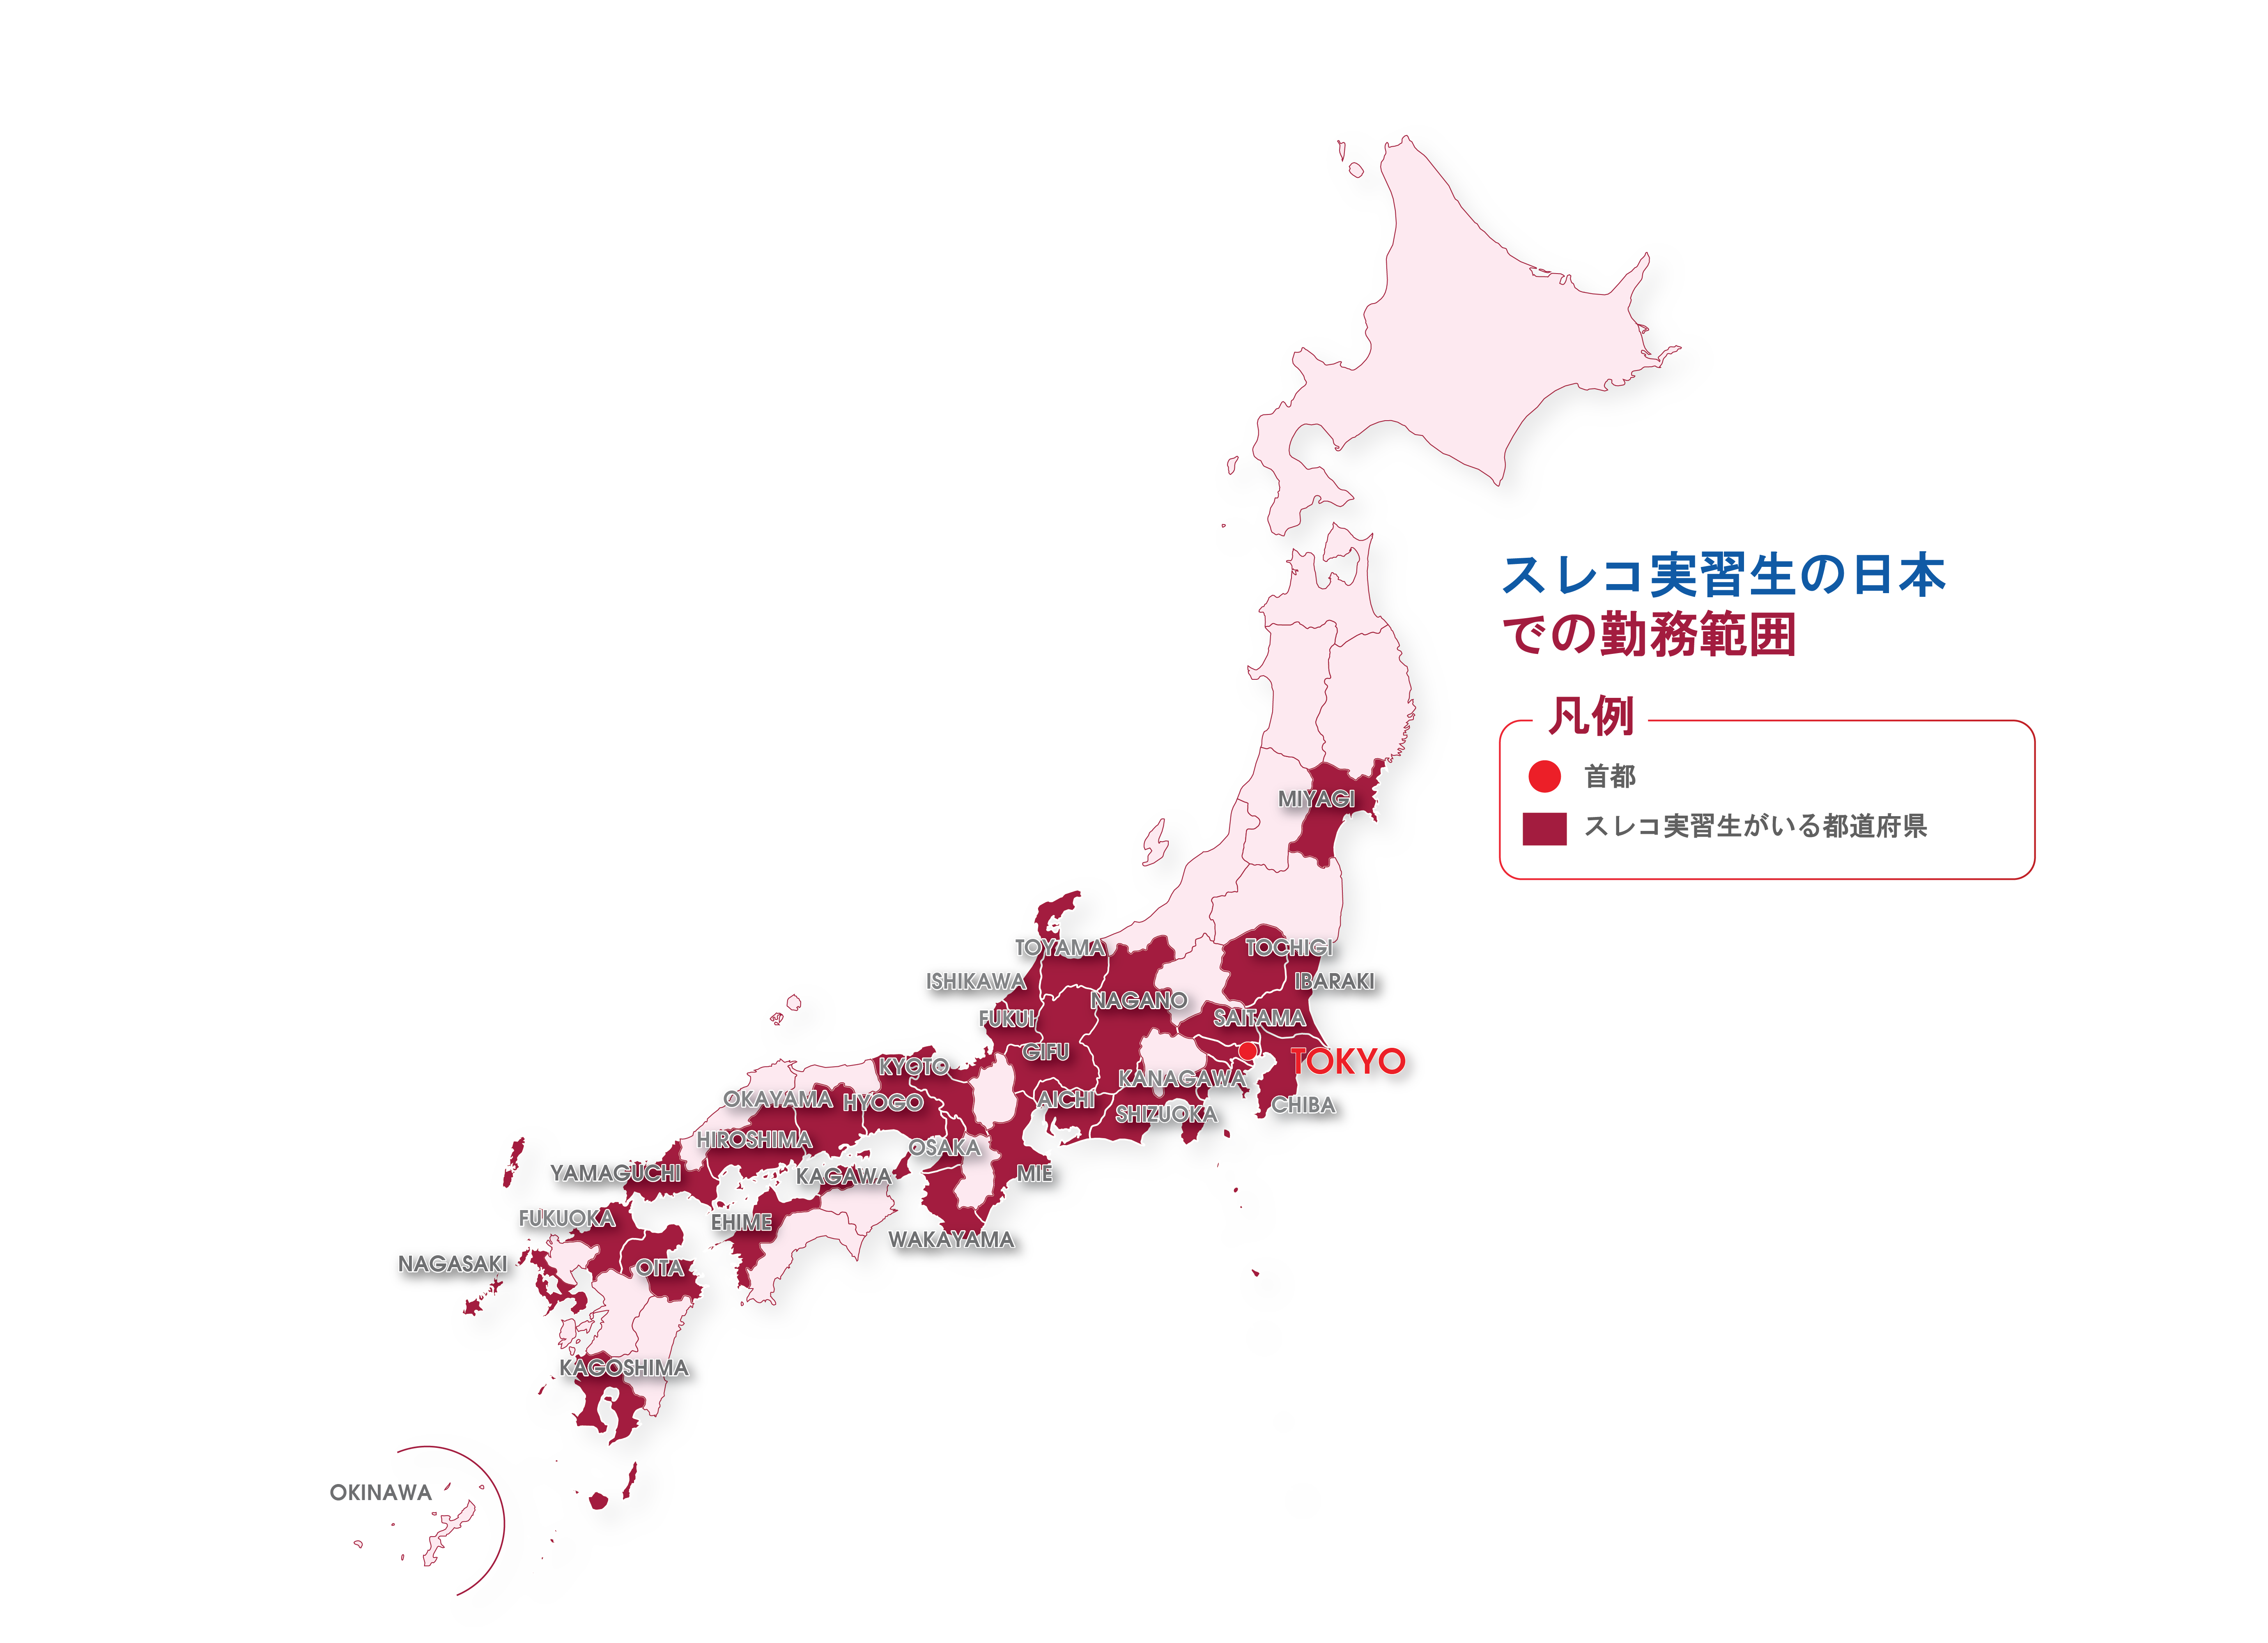 スレコ実習生の日本
での勤務範囲
凡例
首都
スレコ実習生がいる都道府県
MIYAGI
TOYAMA
TOCHIGI
ISHIKAWA
IBARAKI
NAGANO
FUKUI
SAITAMA
GIFU
TOKYO
KYOTO
KANAGAWA
OKAYAMA
HYOGO
AICHI
CHIBA
SHIZUOKA
HIROSHIMA
OSAKA
YAMAGUCHI
KAGAWA
MIE
FUKUOKA
EHIME
WAKAYAMA
NAGASAKI
OITA
KAGOSHIMA
OKINAWA